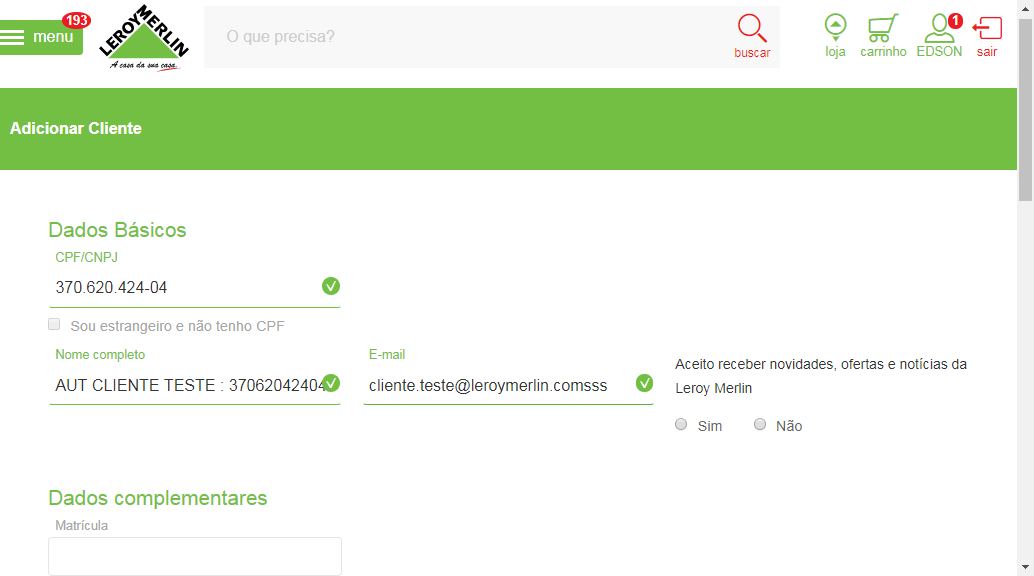 menu
193
LEROY MERLIN
A casa da sua casa.
O que precisa?
buscar
loja
carrinho
EDSON
1
sair
Adicionar Cliente
Dados Básicos
CPF/CNPJ
370.620.424-04
Sou estrangeiro e não tenho CPF
Nome completo
AUT CLIENTE TESTE : 37062042404
E-mail
cliente.teste@leroymerlin.comsss
Aceito receber novidades, ofertas e notícias da
Leroy Merlin
Sim
Não
Dados complementares
Matrícula